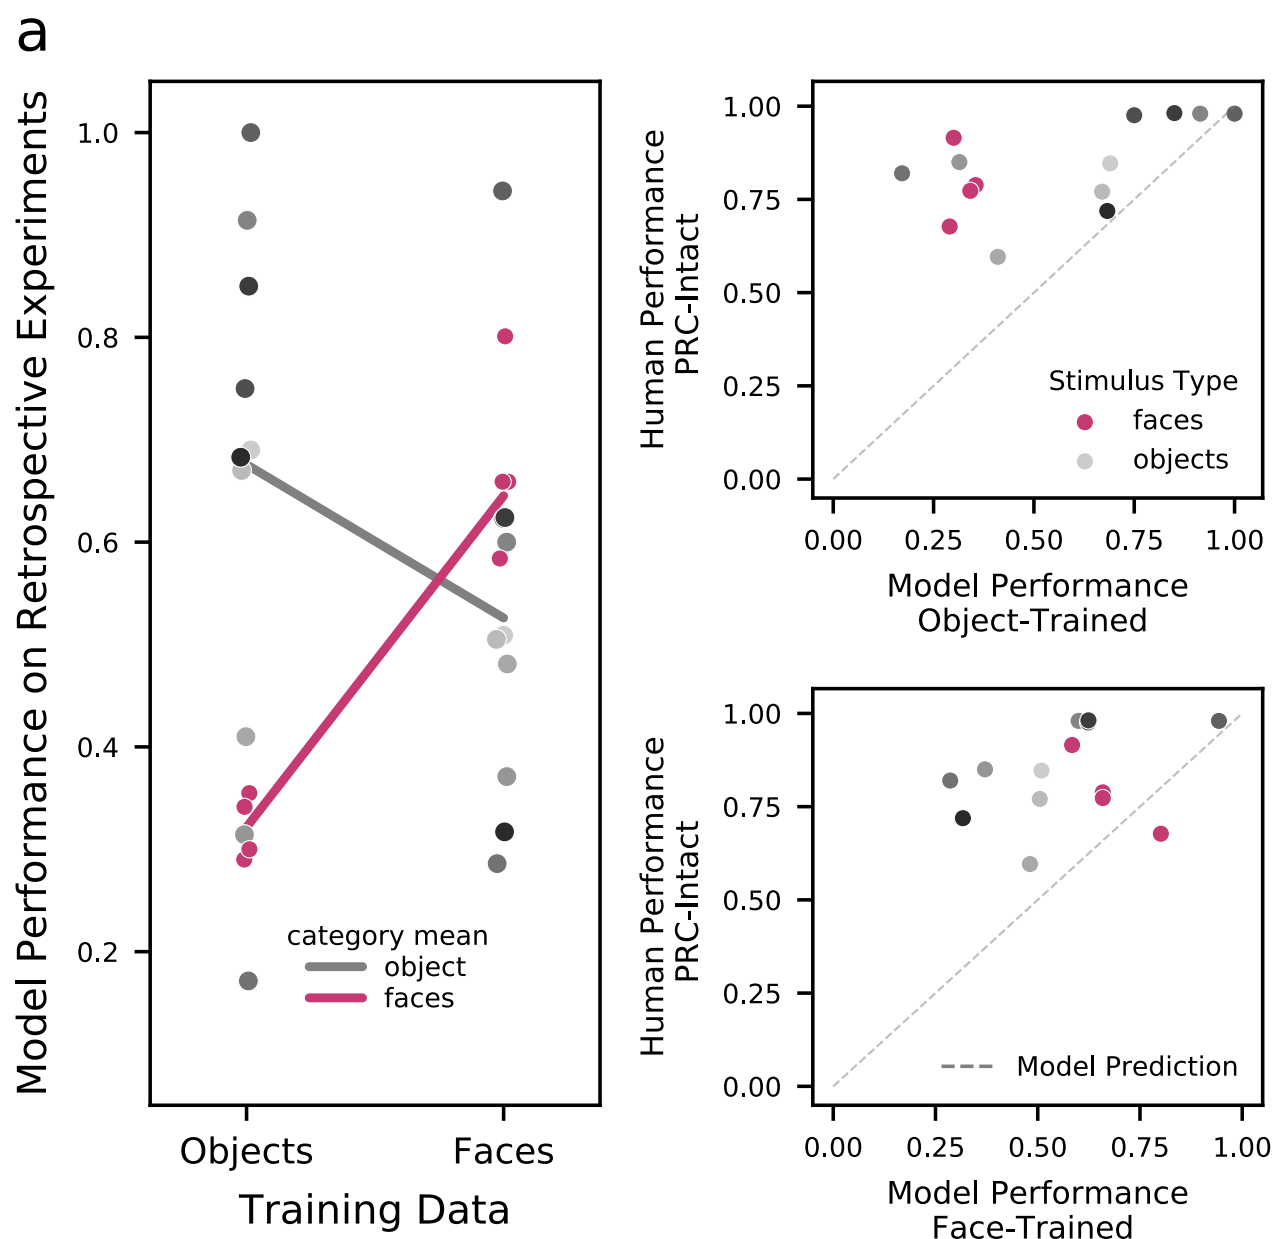 a
Model Performance on Retrospective Experiments
1.0
0.8
0.6
0.4
0.2
category mean
object
faces
Objects
Faces
Training Data
Human Performance
PRC-Intact
1.00
0.75
0.50
0.25
0.00
Stimulus Type
faces
objects
0.00 0.25 0.50 0.75 1.00
Model Performance
Object-Trained
Human Performance
PRC-Intact
1.00
0.75
0.50
0.25
0.00
Model Prediction
0.00 0.25 0.50 0.75 1.00
Model Performance
Face-Trained